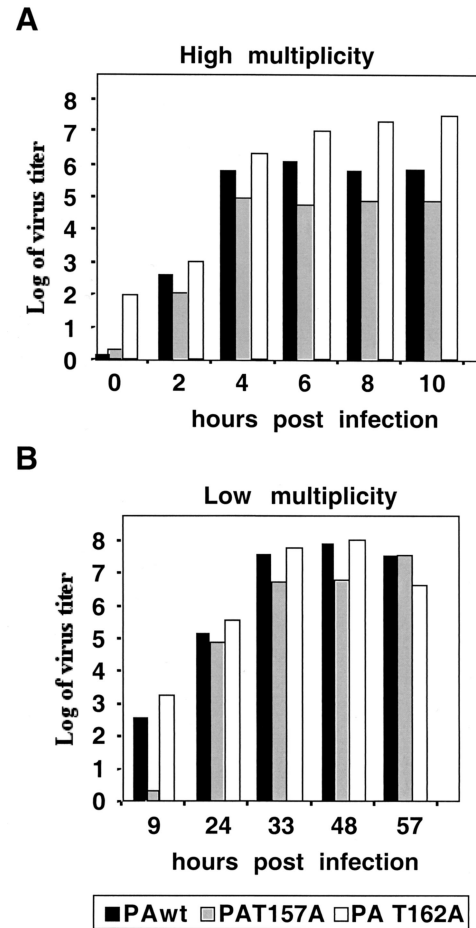 A
High multiplicity
Log of virus titer
8
7
6
5
4
3
2
1
0
0 2 4 6 8 10
hours post infection
B
Low multiplicity
Log of virus titer
8
7
6
5
4
3
2
1
0
9 24 33 48 57
hours post infection
PAwt PAT157A PA T162A